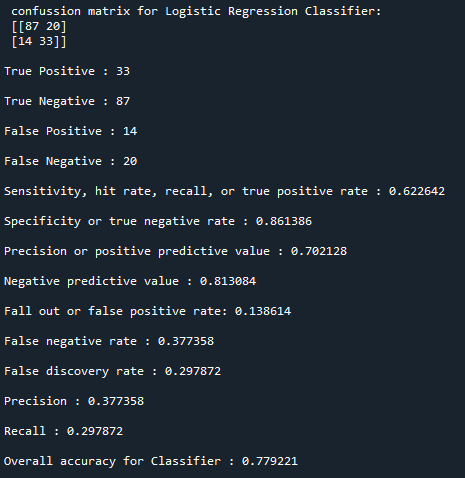 confussion matrix for Logistic Regression Classifier:
[[87 20]
[14 33]]
True Positive : 33
True Negative : 87
False Positive : 14
False Negative : 20
Sensitivity, hit rate, recall, or true positive rate : 0.622642
Specificity or true negative rate : 0.861386
Precision or positive predictive value : 0.702128
Negative predictive value : 0.813084
Fall out or false positive rate: 0.138614
False negative rate : 0.377358
False discovery rate : 0.297872
Precision : 0.377358
Recall : 0.297872
Overall accuracy for Classifier : 0.779221